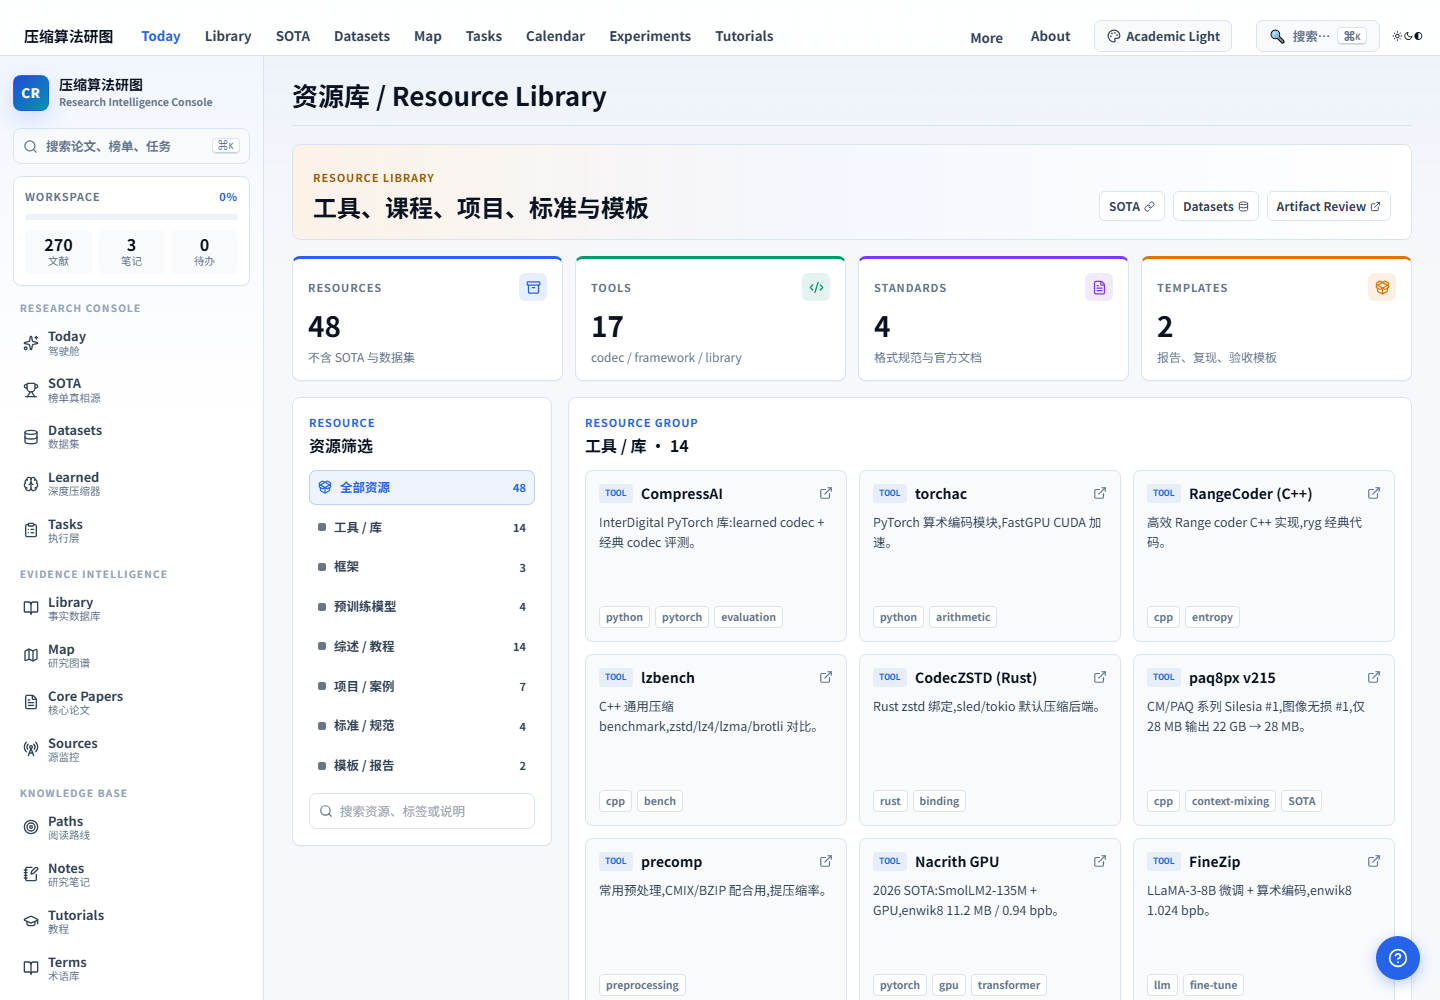 压缩算法研图
Today
Library
SOTA
Datasets
Map
Tasks
Calendar
Experiments
Tutorials
More
About
Academic Light
搜索…
⌘K
CR
压缩算法研图
Research Intelligence Console
搜索论文、榜单、任务
⌘K
WORKSPACE
0%
270
文献
3
笔记
0
待办
RESEARCH CONSOLE
Today
驾驶舱
SOTA
榜单真相源
Datasets
数据集
Learned
深度压缩器
Tasks
执行层
EVIDENCE INTELLIGENCE
Library
事实数据库
Map
研究图谱
Core Papers
核心论文
Sources
源监控
KNOWLEDGE BASE
Paths
阅读路线
Notes
研究笔记
Tutorials
教程
Terms
术语库
资源库 / Resource Library
RESOURCE LIBRARY
工具、课程、项目、标准与模板
SOTA
Datasets
Artifact Review
RESOURCES
48
不含 SOTA 与数据集
TOOLS
17
codec / framework / library
STANDARDS
4
格式规范与官方文档
TEMPLATES
2
报告、复现、验收模板
RESOURCE
资源筛选
全部资源 48
工具 / 库 14
框架 3
预训练模型 4
综述 / 教程 14
项目 / 案例 7
标准 / 规范 4
模板 / 报告 2
搜索资源、标签或说明
RESOURCE GROUP
工具 / 库 · 14
TOOL CompressAI
InterDigital PyTorch 库:learned codec +
经典 codec 评测。
python pytorch evaluation
TOOL torchac
PyTorch 算术编码模块,FastGPU CUDA 加
速。
python arithmetic
TOOL RangeCoder (C++)
高效 Range coder C++ 实现,ryg 经典代
码。
cpp entropy
TOOL lzbench
C++ 通用压缩
benchmark,zstd/lz4/lzma/brotli 对比。
cpp bench
TOOL CodecZSTD (Rust)
Rust zstd 绑定,sled/tokio 默认压缩后端。
rust binding
TOOL paq8px v215
CM/PAQ 系列 Silesia #1,图像无损 #1,仅
28 MB 输出 22 GB → 28 MB。
cpp context-mixing SOTA
TOOL precomp
常用预处理,CMIX/BZIP 配合用,提压缩率。
preprocessing
TOOL Nacrith GPU
2026 SOTA:SmolLM2-135M +
GPU,enwik8 11.2 MB / 0.94 bpb。
pytorch gpu transformer
TOOL FineZip
LLaMA-3-8B 微调 + 算术编码,enwik8
1.024 bpb。
llm fine-tune